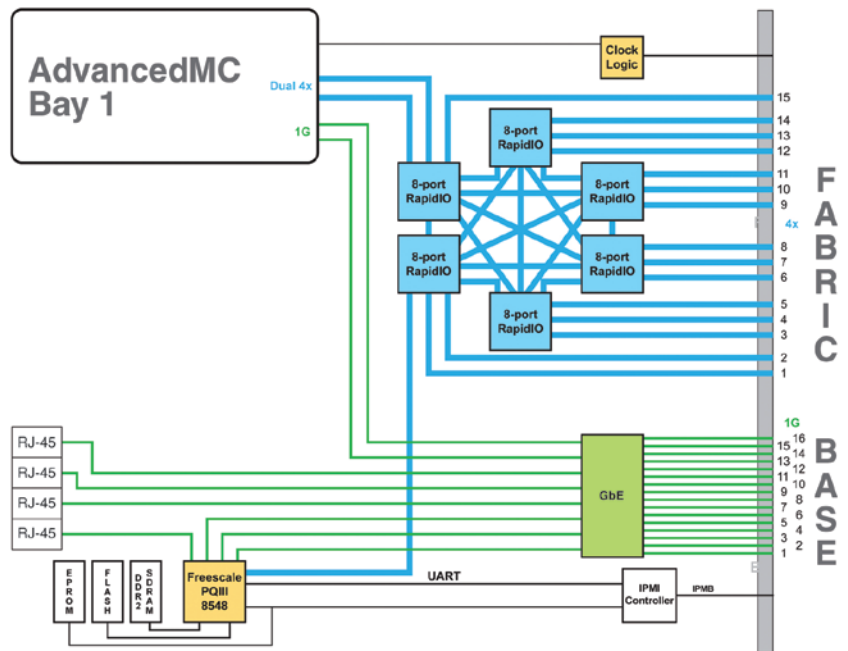 AdvancedMC
Bay 1
Dual 4x
1G
Clock
Logic
15
14
13
12
8-port
RapidIO
11
10
9
8-port
RapidIO
8-port
RapidIO
4x
8
7
6
8-port
RapidIO
8-port
RapidIO
5
4
3
8-port
RapidIO
2
1
FABRIC
1G
16
15
14
13
12
11
10
9
8
7
6
5
4
3
2
1
BASE
RJ-45
RJ-45
RJ-45
RJ-45
GbE
EPROM
FLASH
SDRAM
DDR2
Freescale
PQIII
8548
UART
IPMI
Controller
IPMB